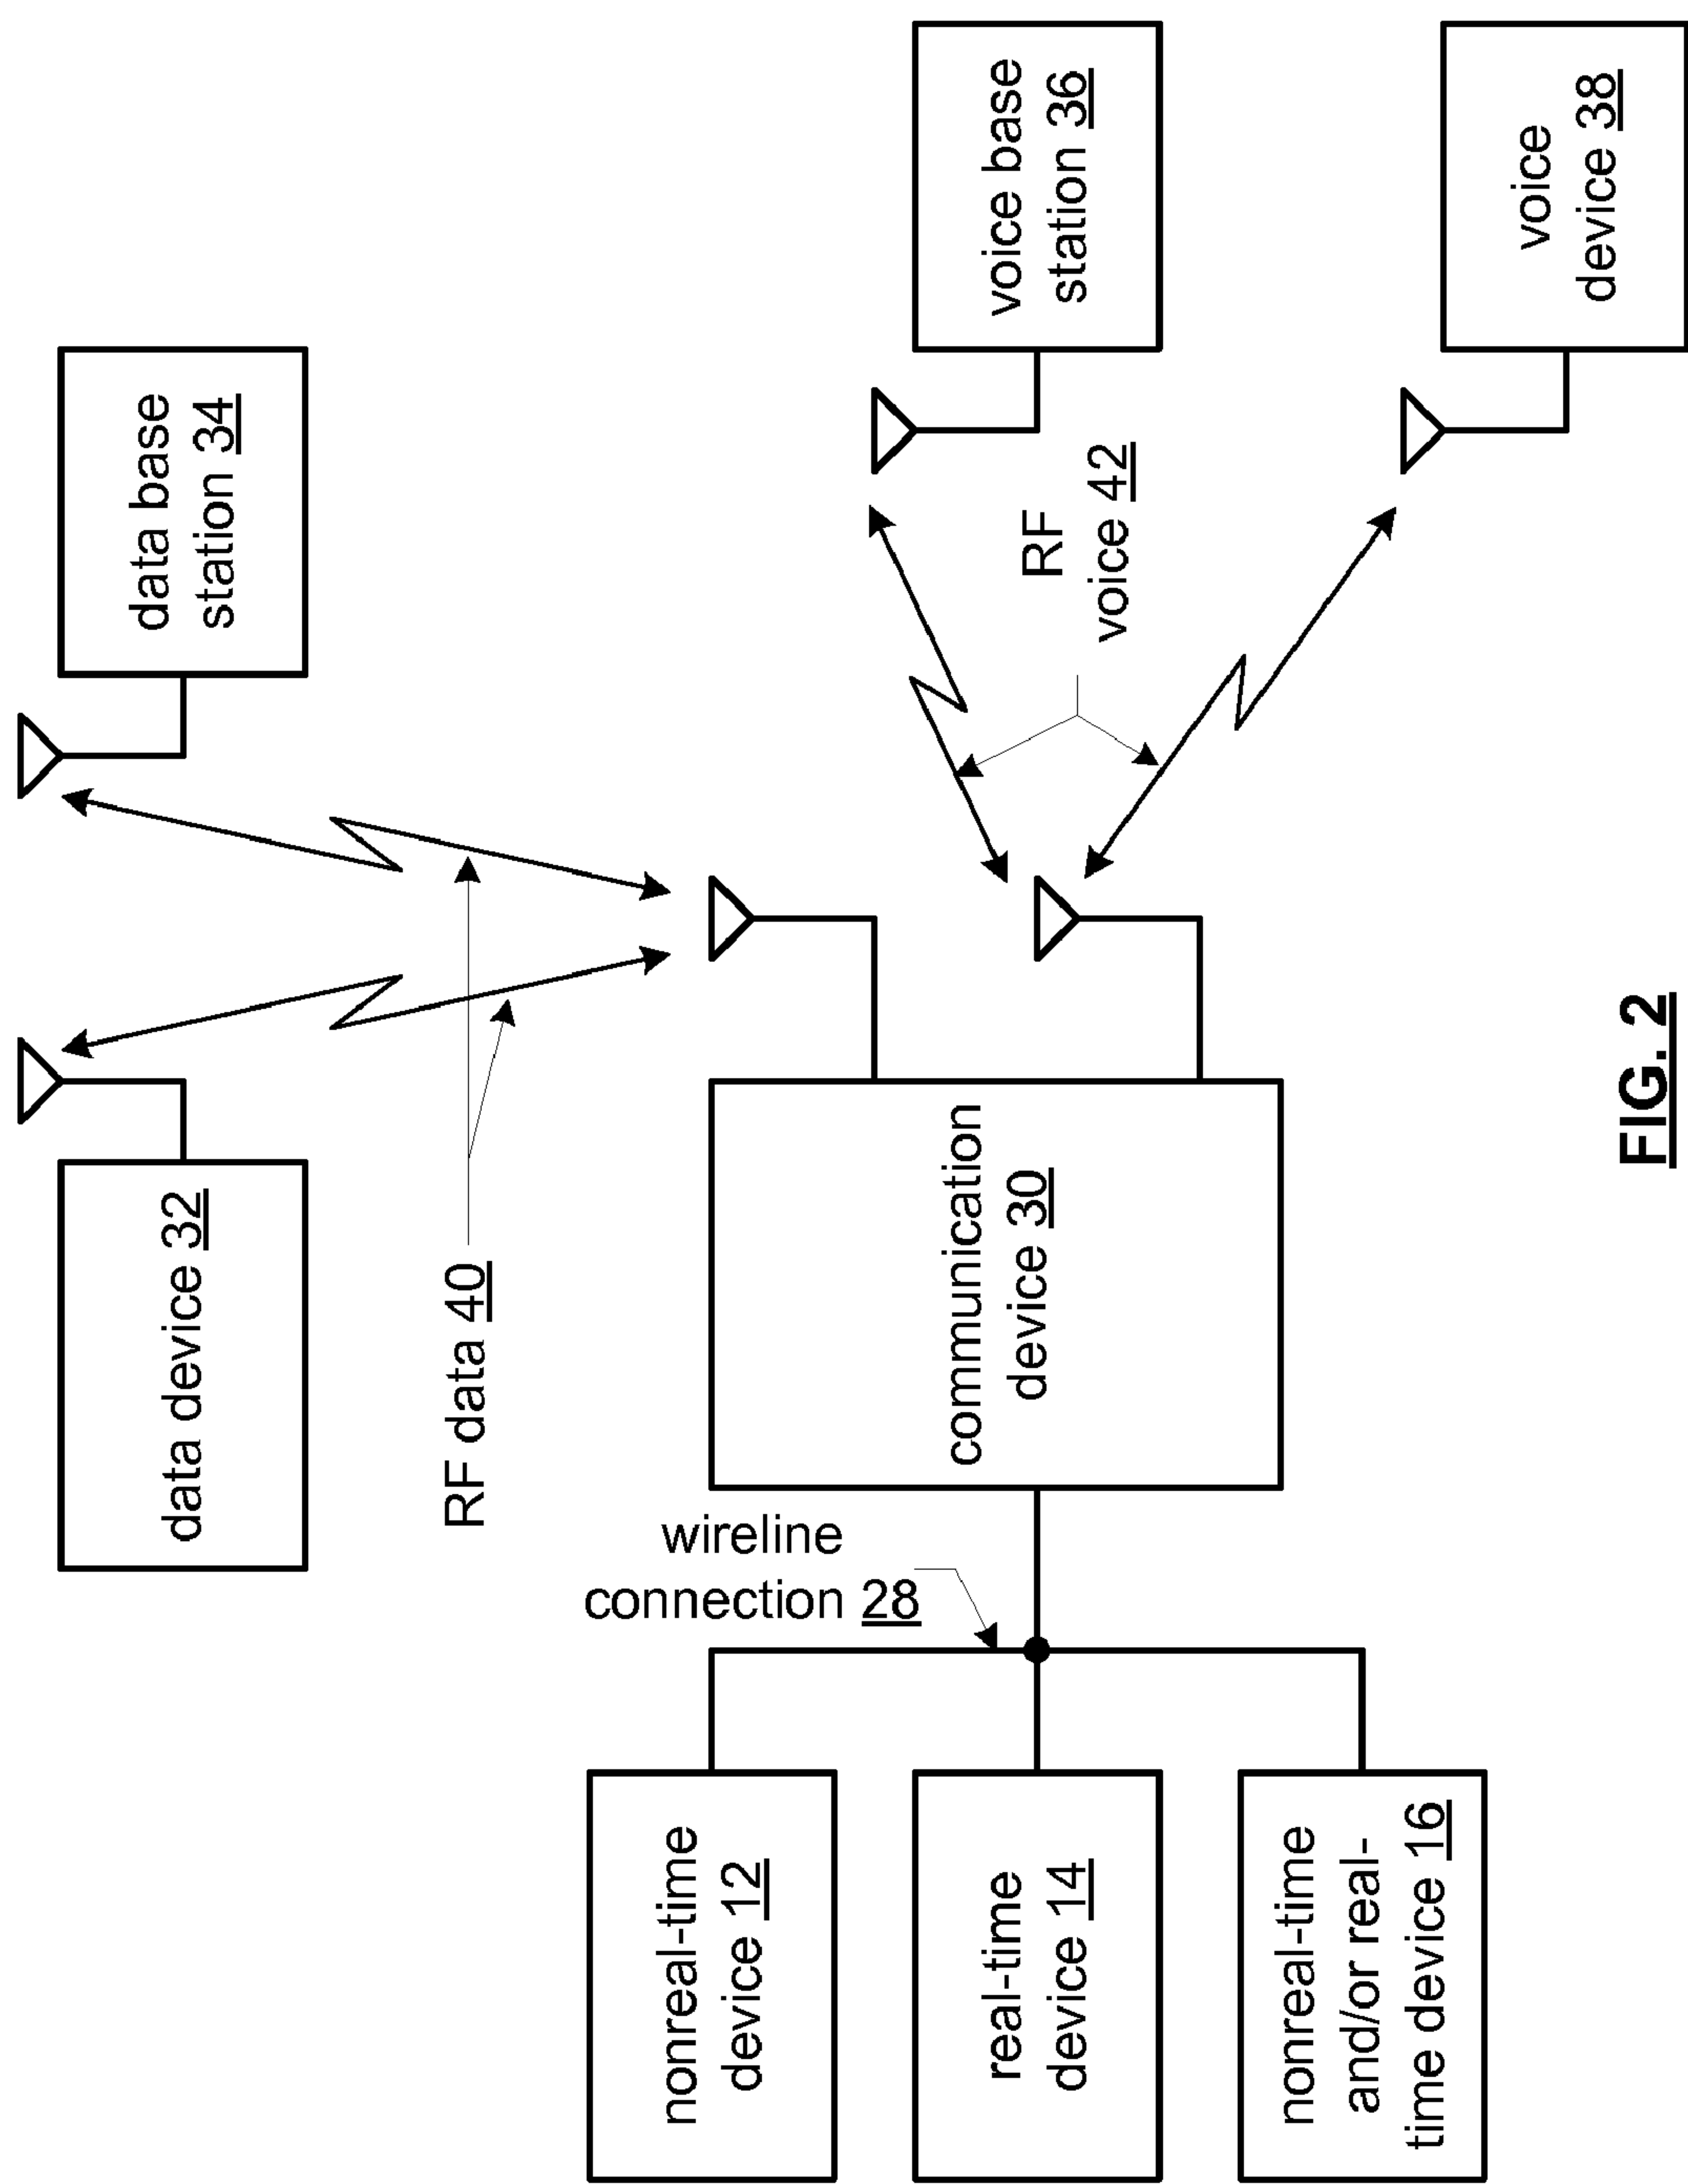 data device 32
data base
station 34
RF data 40
wireline
connection 28
nonreal-time
device 12
communication
device 30
RF
voice 42
voice base
station 36
real-time
device 14
nonreal-time
and/or real-
time device 16
voice
device 38
FIG. 2